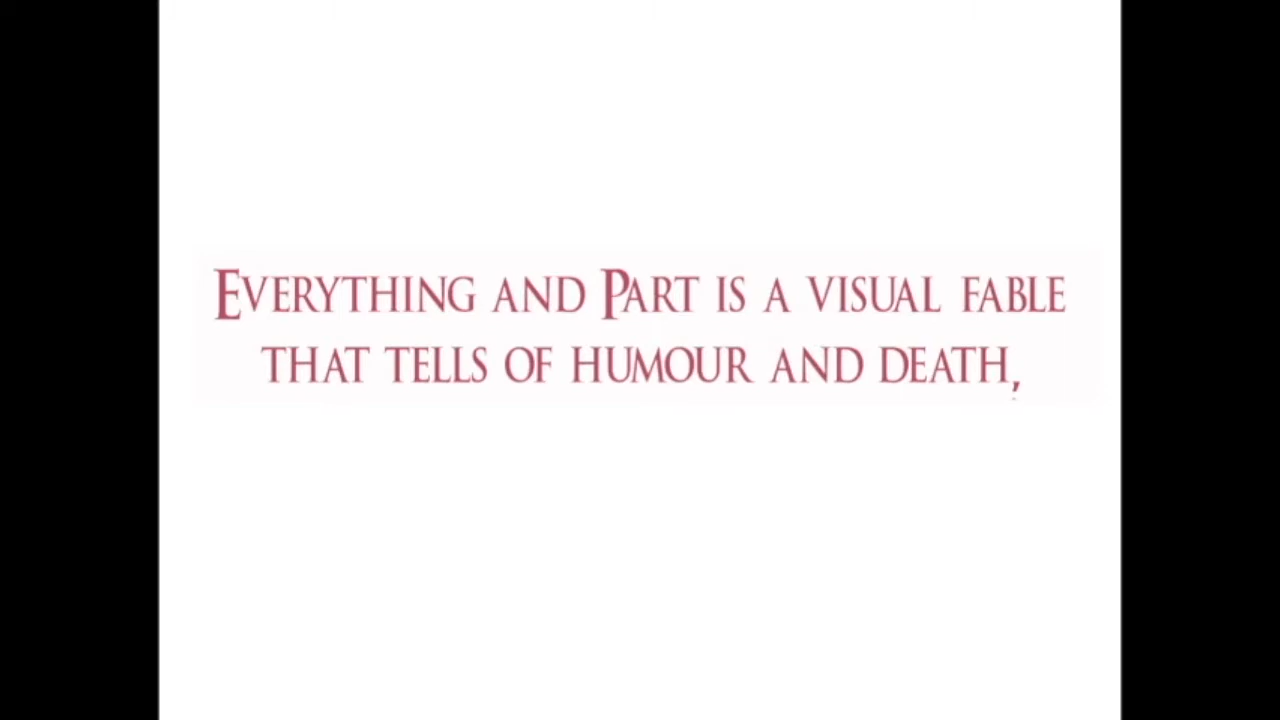 Everything and Part is a visual fable
that tells of humour and death,